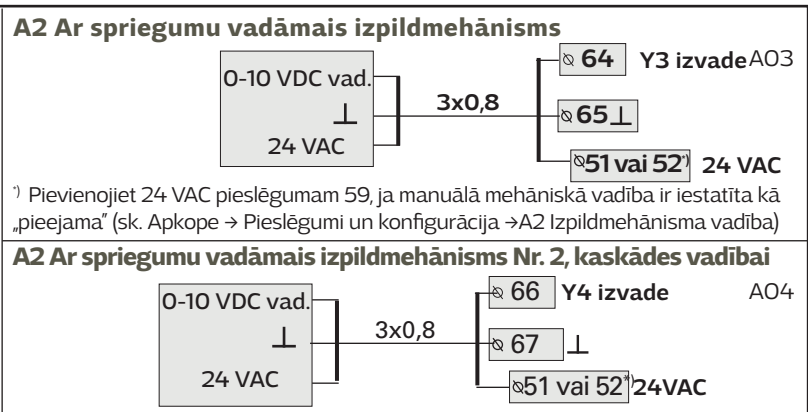 A2 Ar spriegumu vadāmais izpildmehānisms
0-10 VDC vad.
⊥
24 VAC
3x0,8
⦰ 64 Y3 izvade AO3
⦰ 65 ⊥
⦰ 51 vai 52*) 24 VAC
*) Pievienojiet 24 VAC pieslēgumam 59, ja manuālā mehāniskā vadība ir iestatīta kā
„pieejama” (sk. Apkope → Pieslēgumi un konfigurācija →A2 Izpildmehānisma vadība)
A2 Ar spriegumu vadāmais izpildmehānisms Nr. 2, kaskādes vadībai
0-10 VDC vad.
⊥
24 VAC
3x0,8
⦰ 66 Y4 izvade AO4
⦰ 67 ⊥
⦰51 vai 52*) 24VAC